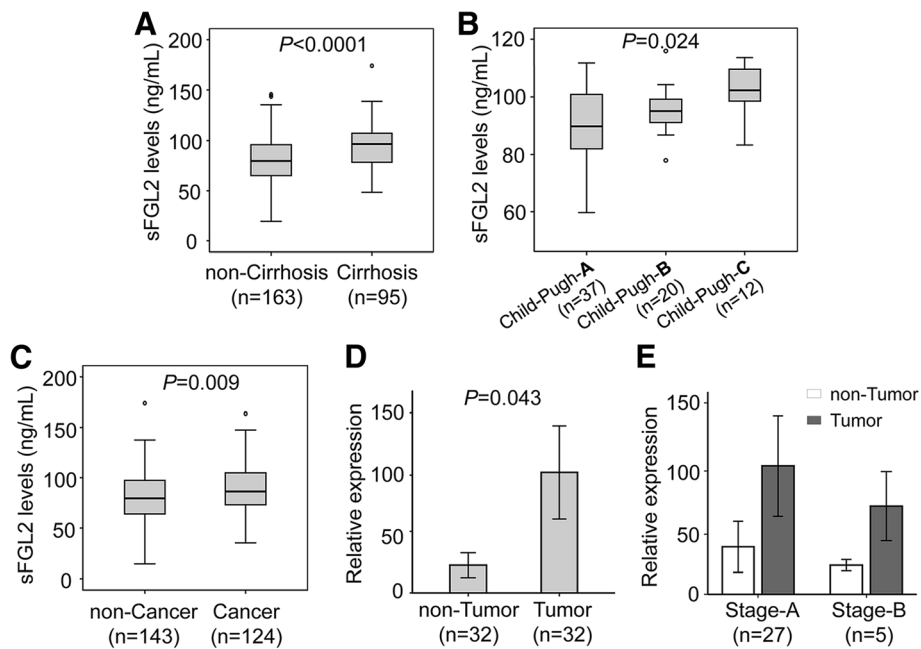 A
sFGL2 levels (ng/mL)
200
150
100
50
0
P<0.0001
non-Cirrhosis
(n=163)
Cirrhosis
(n=95)
B
sFGL2 levels (ng/mL)
120
100
80
60
P=0.024
Child-Pugh-A
(n=37)
Child-Pugh-B
(n=20)
Child-Pugh-C
(n=12)
C
sFGL2 levels (ng/mL)
200
150
100
50
0
P=0.009
non-Cancer
(n=143)
Cancer
(n=124)
D
Relative expression
150
100
50
0
P=0.043
non-Tumor
(n=32)
Tumor
(n=32)
E
Relative expression
150
100
50
0
non-Tumor
Tumor
Stage-A
(n=27)
Stage-B
(n=5)